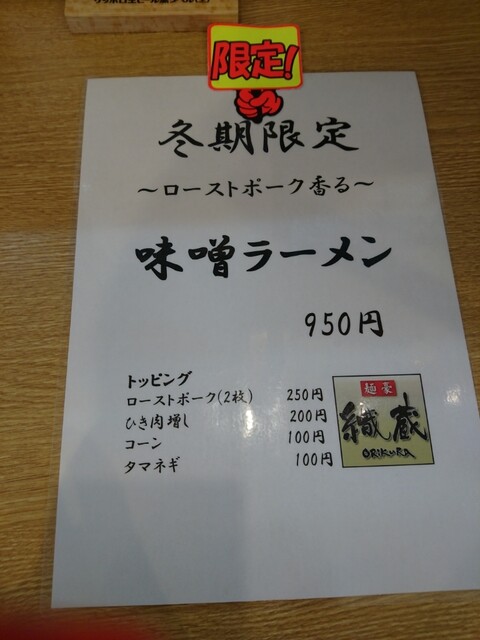 限定!
冬期限定
～ローストポーク香る～
味噌ラーメン
950円
トッピング
ローストポーク(2枚) 250円
ひき肉増し 200円
コーン 100円
タマネギ 100円
麺豪
織蔵
ORIKURA